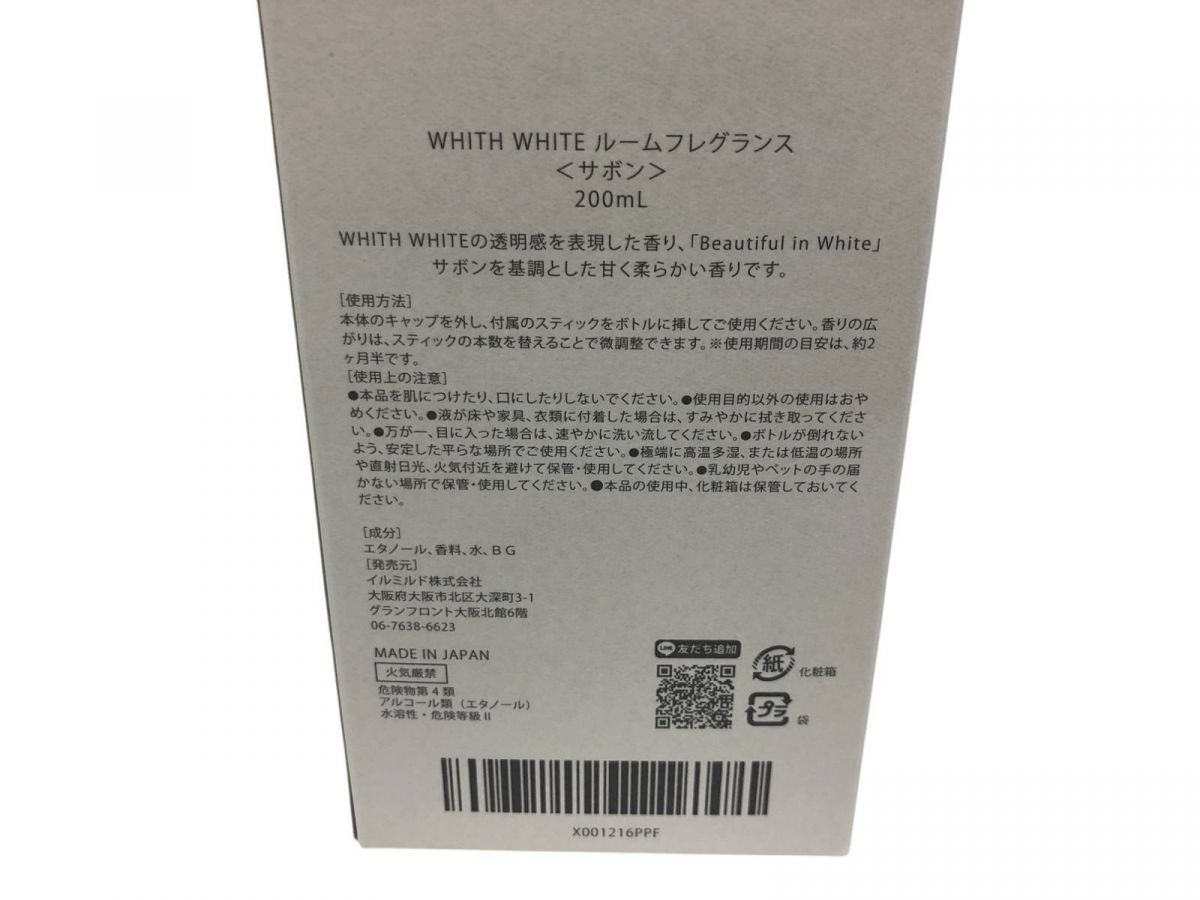 WHITH WHITE ルームフレグランス
＜サボン＞
200mL
WHITH WHITEの透明感を表現した香り、「Beautiful in White」
サボンを基調とした甘く柔らかい香りです。
［使用方法］
本体のキャップを外し、付属のスティックをボトルに挿してご使用ください。香りの広
がりは、スティックの本数を替えることで微調整できます。※使用期間の目安は、約2
ヶ月半です。
［使用上の注意］
●本品を肌につけたり、口にしたりしないでください。●使用目的以外の使用はおや
めください。●液が床や家具、衣類に付着した場合は、すみやかに拭き取ってくださ
い。●万が一、目に入った場合は、速やかに洗い流してください。●ボトルが倒れない
よう、安定した平らな場所でご使用ください。●極端に高温多湿、または低温の場所
や直射日光、火気付近を避けて保管・使用してください。●乳幼児やペットの手の届
かない場所で保管・使用してください。●本品の使用中、化粧箱は保管しておいてく
ださい。
［成分］
エタノール、香料、水、ＢＧ
［発売元］
イルミルド株式会社
大阪府大阪市北区大深町3-1
グランフロント大阪北館6階
06-7638-6623
MADE IN JAPAN
火気厳禁
危険物第４類
アルコール類（エタノール）
水溶性・危険等級Ⅱ
LINE 友だち追加
紙 化粧箱
プラ 袋
X001216PPF